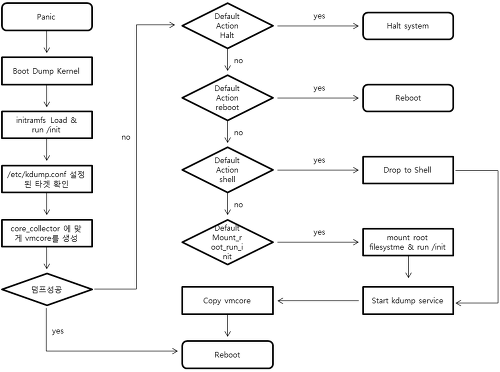 Panic
Boot Dump Kernel
initramfs Load &
run /init
/etc/kdump.conf 설정
된 타겟 확인
core_collector 에 맞
게 vmcore를 생성
덤프성공
yes
no
Default
Action
Halt
yes
Halt system
no
Default
Action
reboot
yes
Reboot
no
Default
Action
shell
yes
Drop to Shell
no
Default
Mount_r
oot_run_i
nit
yes
mount root
filesystme & run /init
Start kdump service
Copy vmcore
Reboot